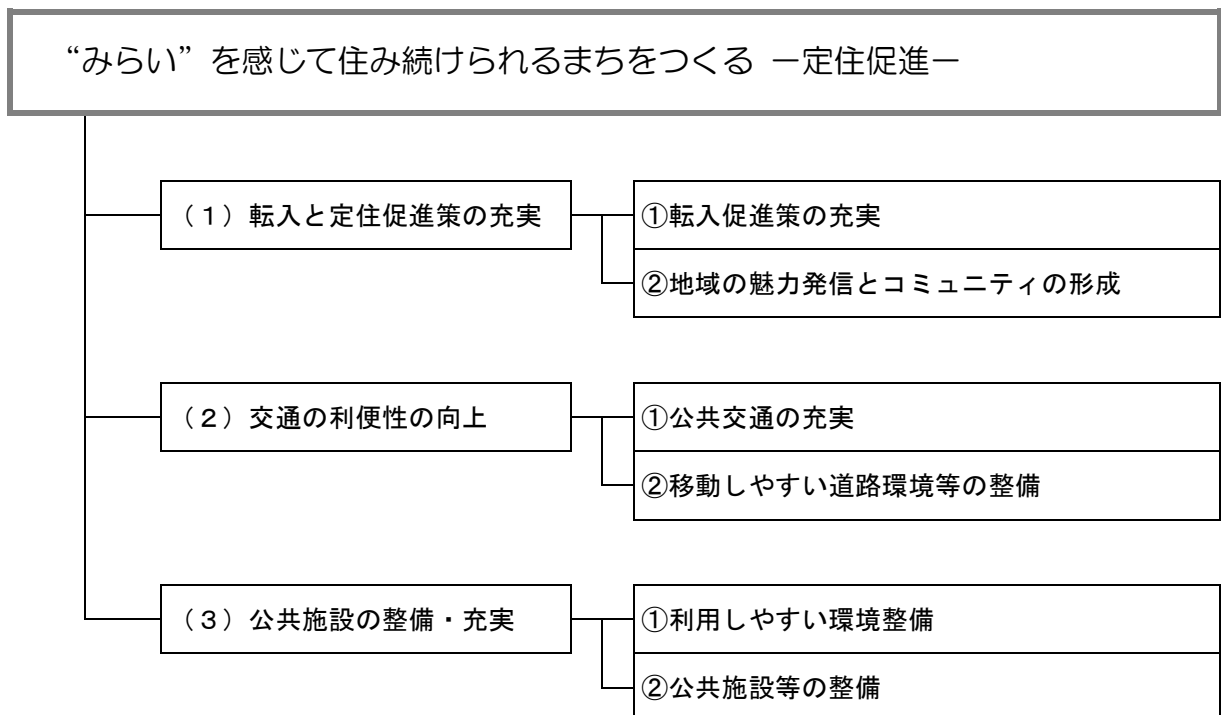 “みらい”を感じて住み続けられるまちをつくる －定住促進－
（１）転入と定住促進策の充実
①転入促進策の充実
②地域の魅力発信とコミュニティの形成
（２）交通の利便性の向上
①公共交通の充実
②移動しやすい道路環境等の整備
（３）公共施設の整備・充実
①利用しやすい環境整備
②公共施設等の整備